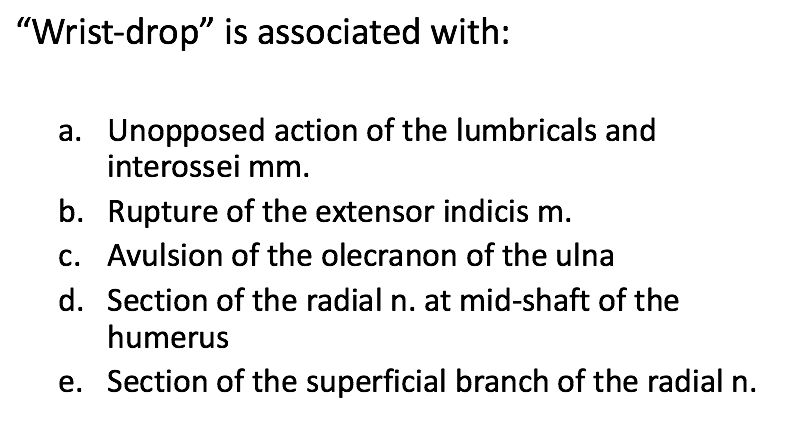 “Wrist-drop” is associated with:
a. Unopposed action of the lumbricals and
interossei mm.
b. Rupture of the extensor indicis m.
c. Avulsion of the olecranon of the ulna
d. Section of the radial n. at mid-shaft of the
humerus
e. Section of the superficial branch of the radial n.